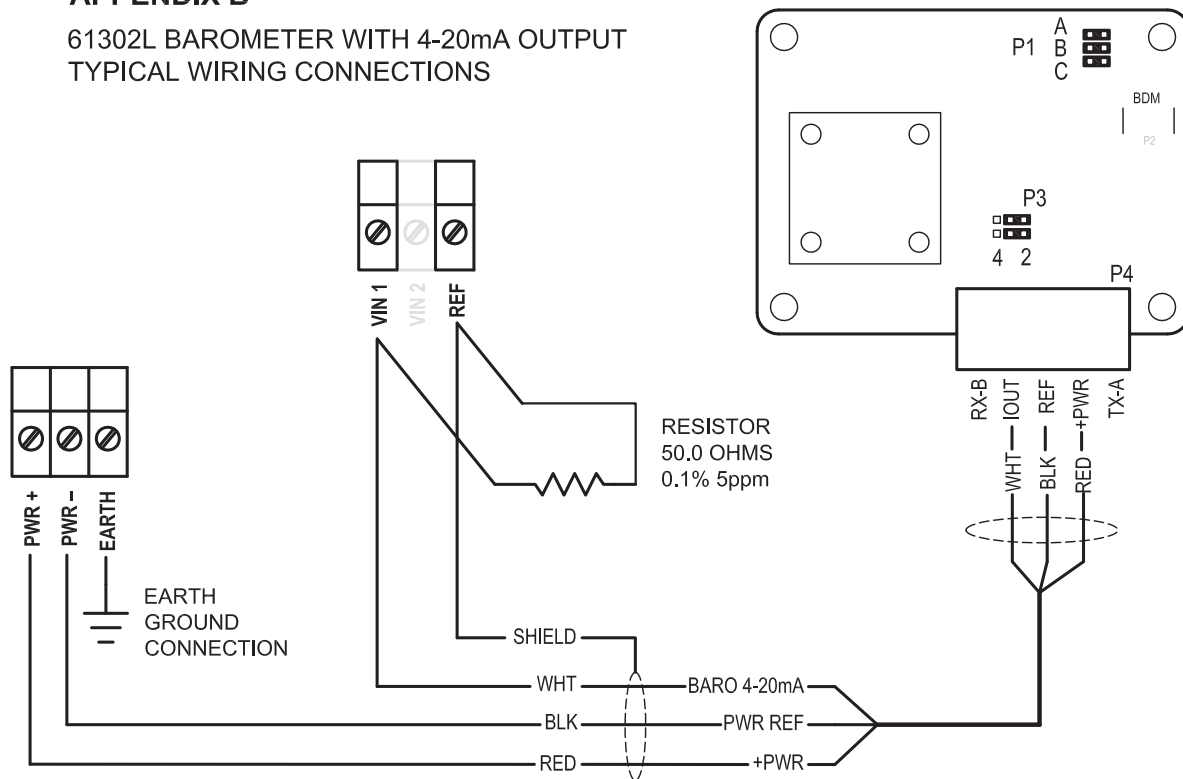 APPENDIX B
61302L BAROMETER WITH 4-20mA OUTPUT
TYPICAL WIRING CONNECTIONS
P1
A
B
C
BDM
P2
P3
4 2
P4
VIN 1
VIN 2
REF
RX-B
IOUT
REF
+PWR
TX-A
WHT
BLK
RED
RESISTOR
50.0 OHMS
0.1% 5ppm
PWR +
PWR –
EARTH
EARTH
GROUND
CONNECTION
SHIELD
WHT
BARO 4-20mA
BLK
PWR REF
RED
+PWR